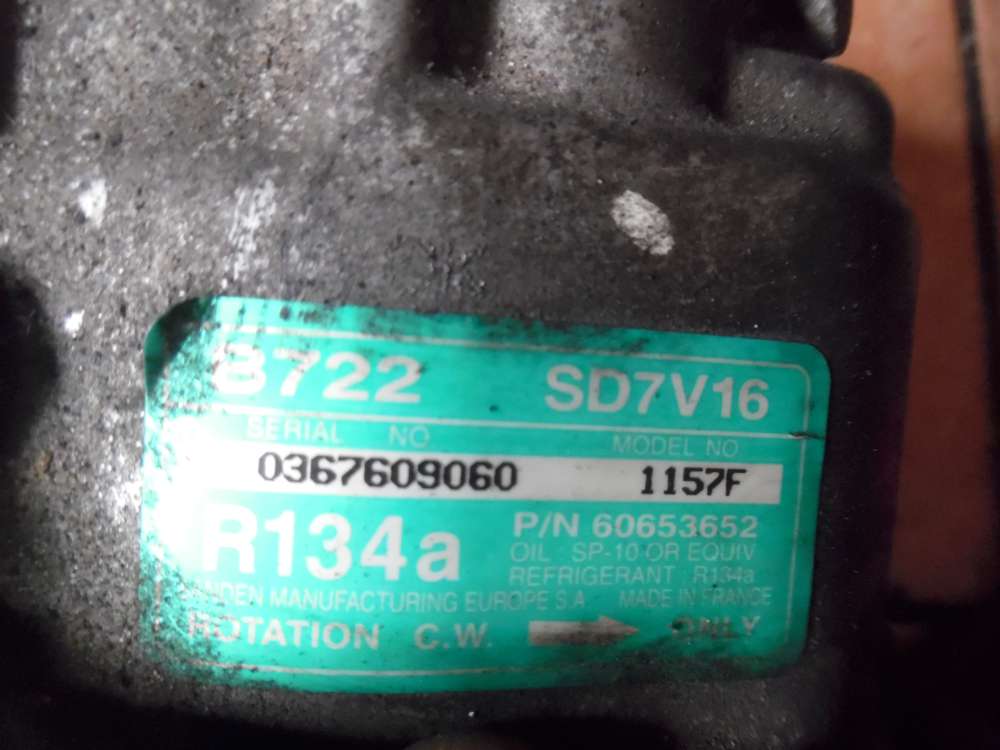 8722 SD7V16
SERIAL NO MODEL NO
0367609060 1157F
R134a P/N 60653652
OIL : SP-10 OR EQUIV
REFRIGERANT : R134a
SANDEN MANUFACTURING EUROPE S.A MADE IN FRANCE
ROTATION C.W. ONLY